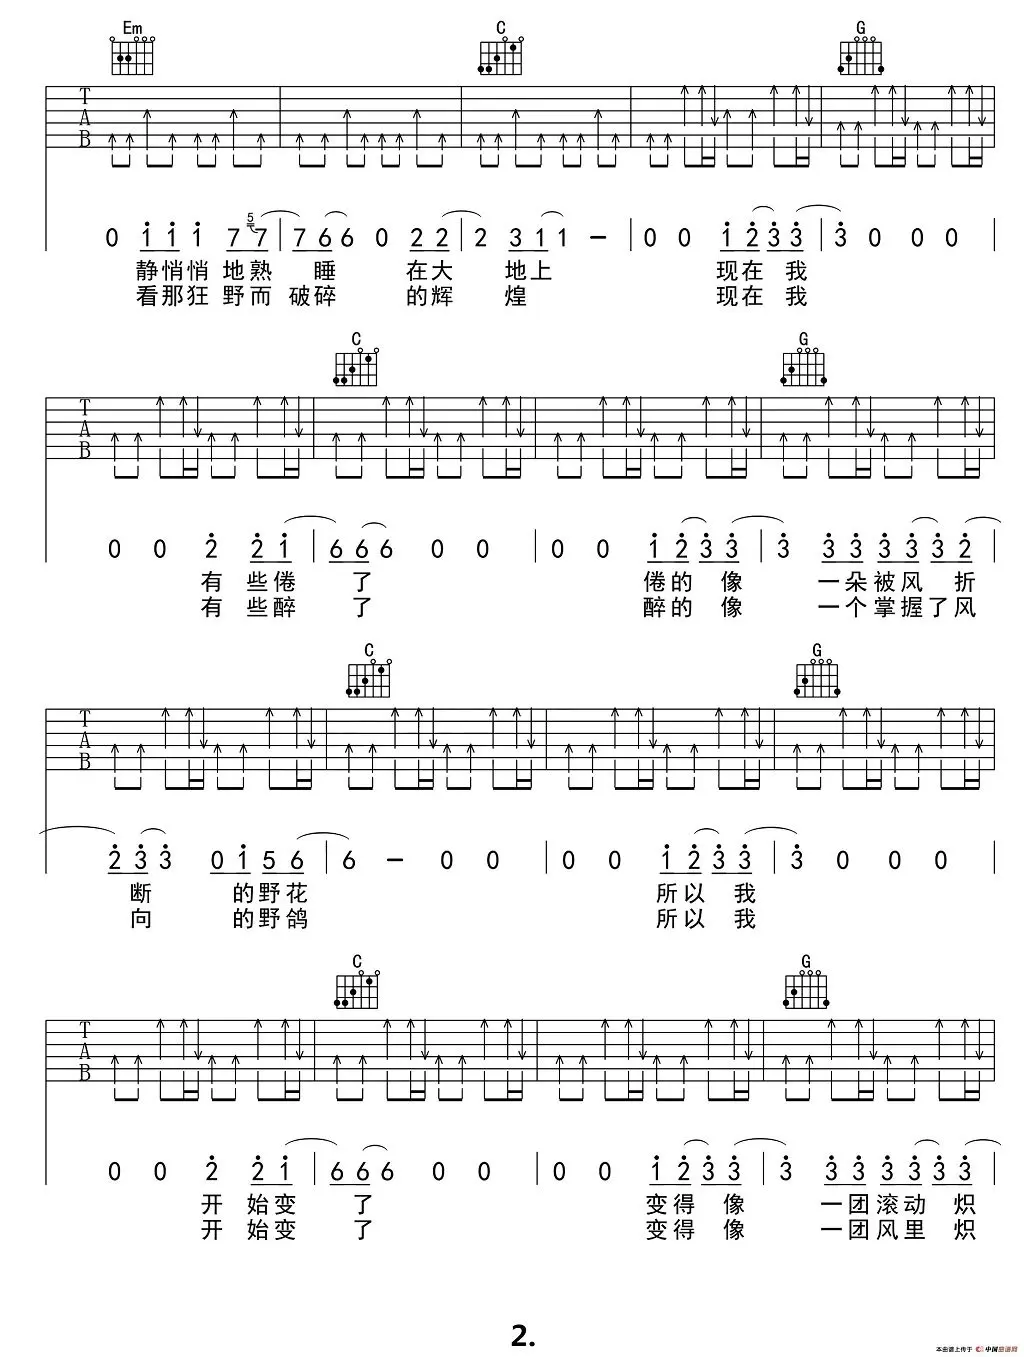 Em C G
T
A
B
0 1 1 1 7 7 5 7 6 6 0 2 2 2 3 1 1 - 0 0 1 2 3 3 3 0 0 0
静悄悄 地熟 睡 在大 地上 现在 我
看那狂 野而 破碎 的辉 煌 现在 我
C G
T
A
B
0 0 2 2 1 6 6 6 0 0 0 0 1 2 3 3 3 3 3 3 3 3 2
有 些倦 了 倦的 像 一朵被风 折
有 些醉 了 醉的 像 一个掌握了风
C G
T
A
B
2 3 3 0 1 5 6 6 - 0 0 0 0 1 2 3 3 3 0 0 0
断 的野花 所以 我
向 的野鸽 所以 我
C G
T
A
B
0 0 2 2 1 6 6 6 0 0 0 0 1 2 3 3 3 3 3 3 3 3 3
开 始变 了 变得 像 一团滚动 炽
开 始变 了 变得 像 一团风里 炽
2.
本曲谱上传于 中国曲谱网